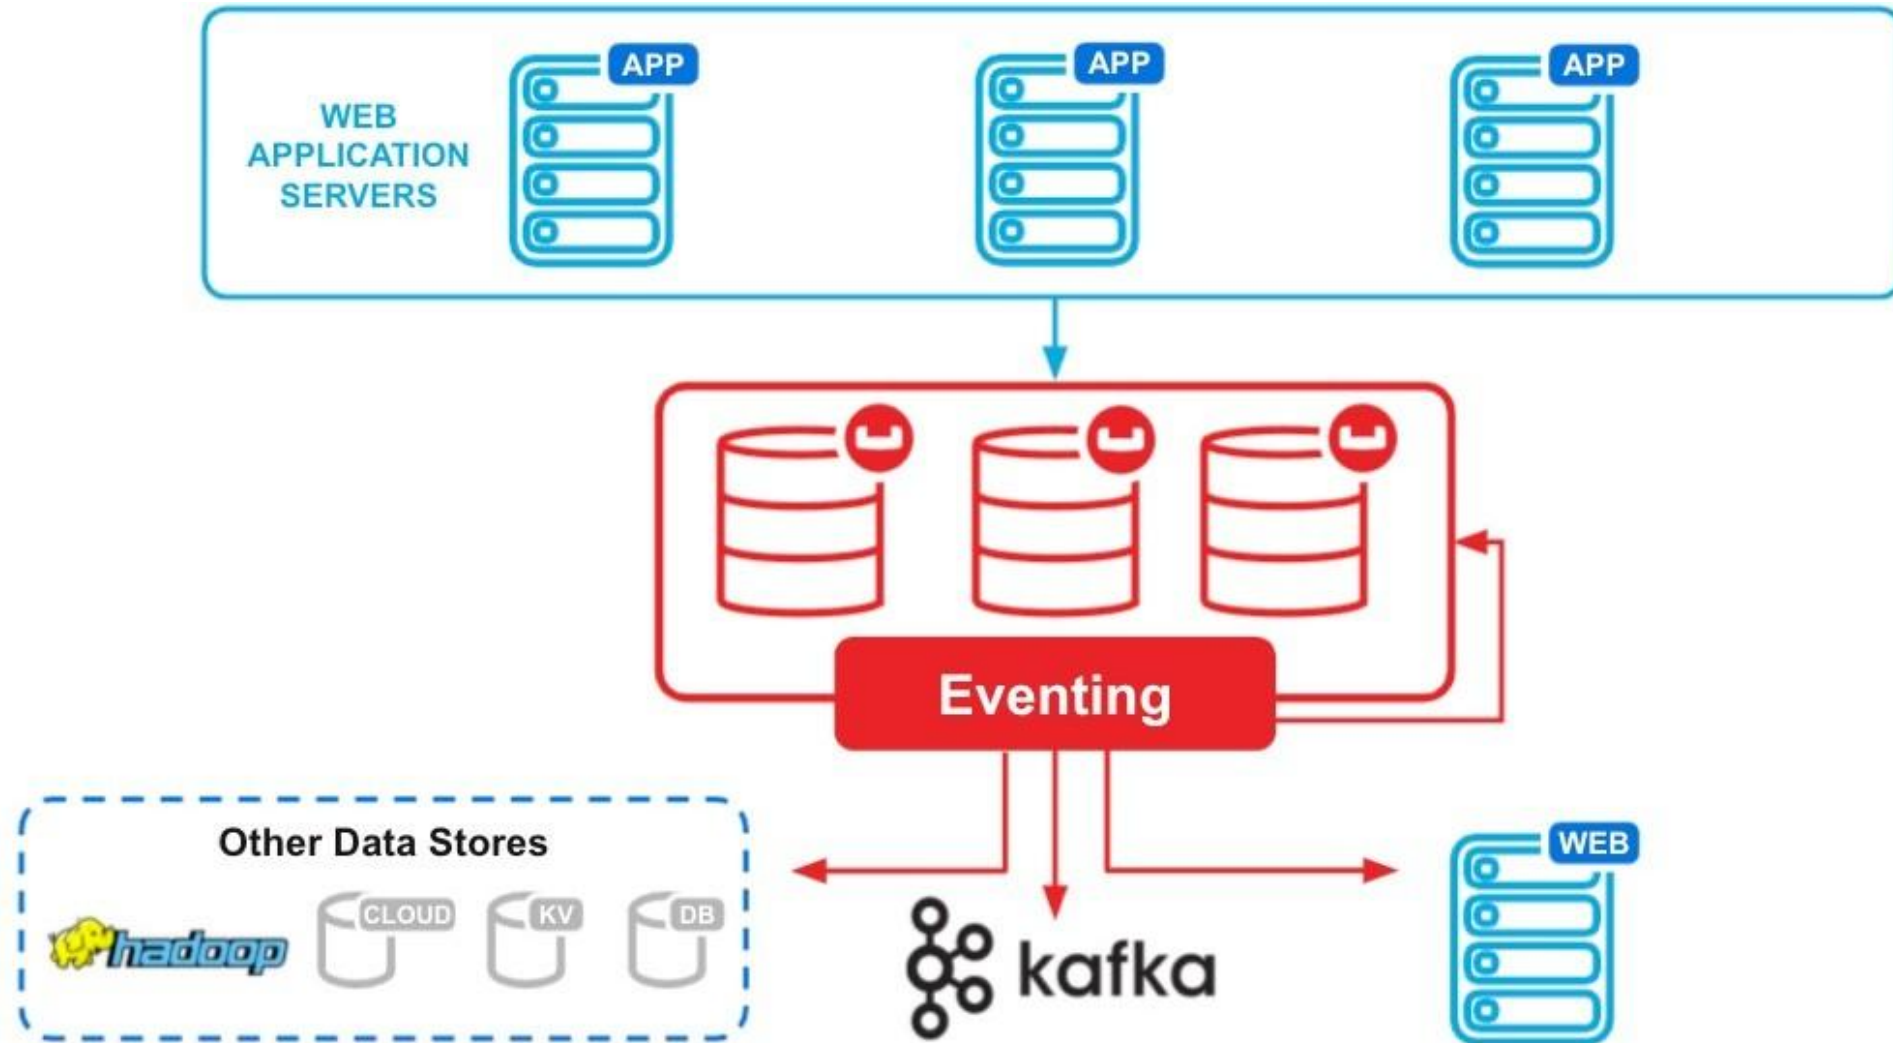 APP
APP
APP
WEB
APPLICATION
SERVERS
Eventing
Other Data Stores
hadoop
CLOUD
KV
DB
kafka
WEB